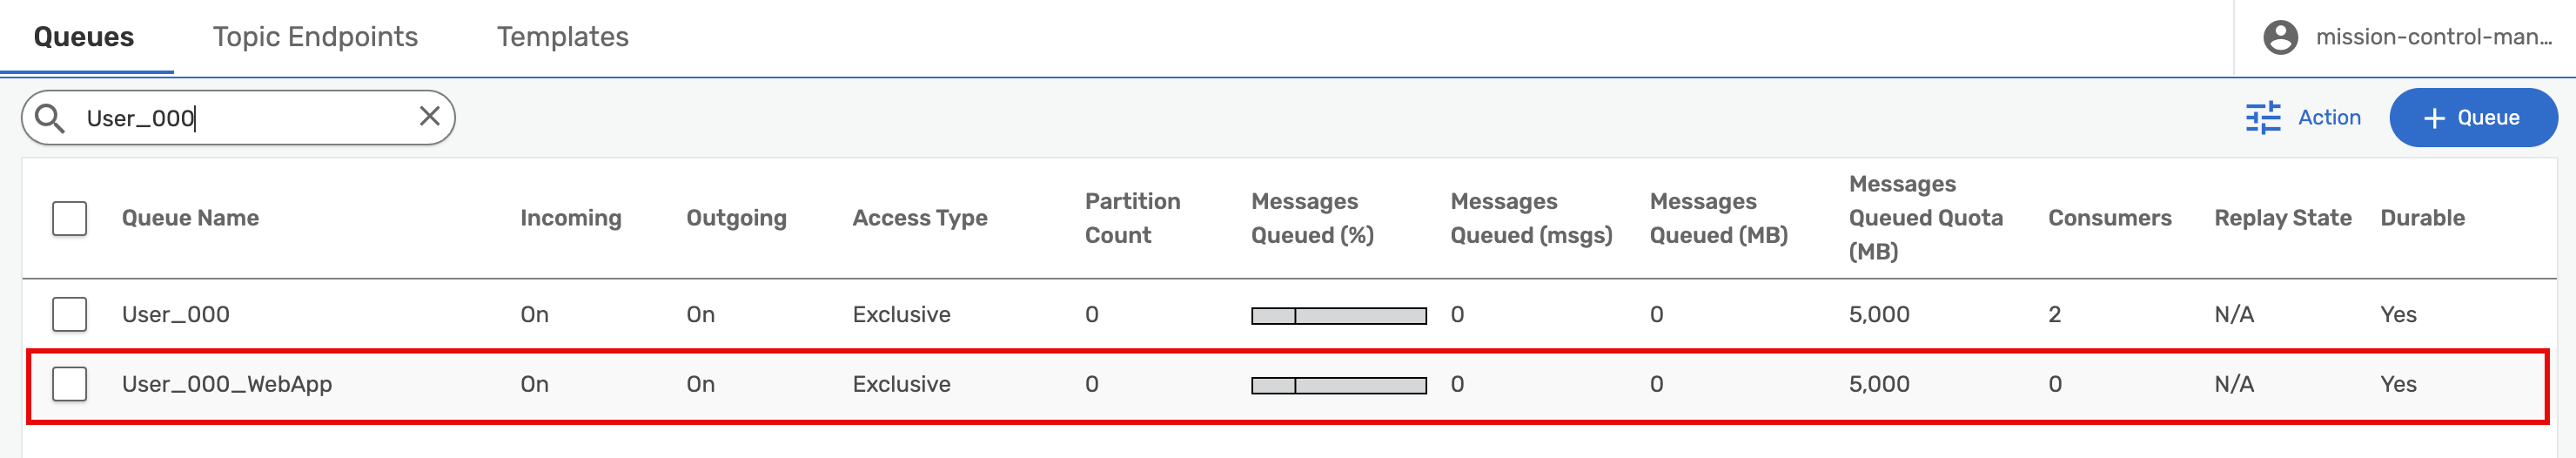 Queues Topic Endpoints Templates mission-control-man...
User_000 Action + Queue
Queue Name Incoming Outgoing Access Type Partition Count Messages Queued (%) Messages Queued (msgs) Messages Queued (MB) Messages Queued Quota (MB) Consumers Replay State Durable
User_000 On On Exclusive 0 0 0 5,000 2 N/A Yes
User_000_WebApp On On Exclusive 0 0 0 5,000 0 N/A Yes